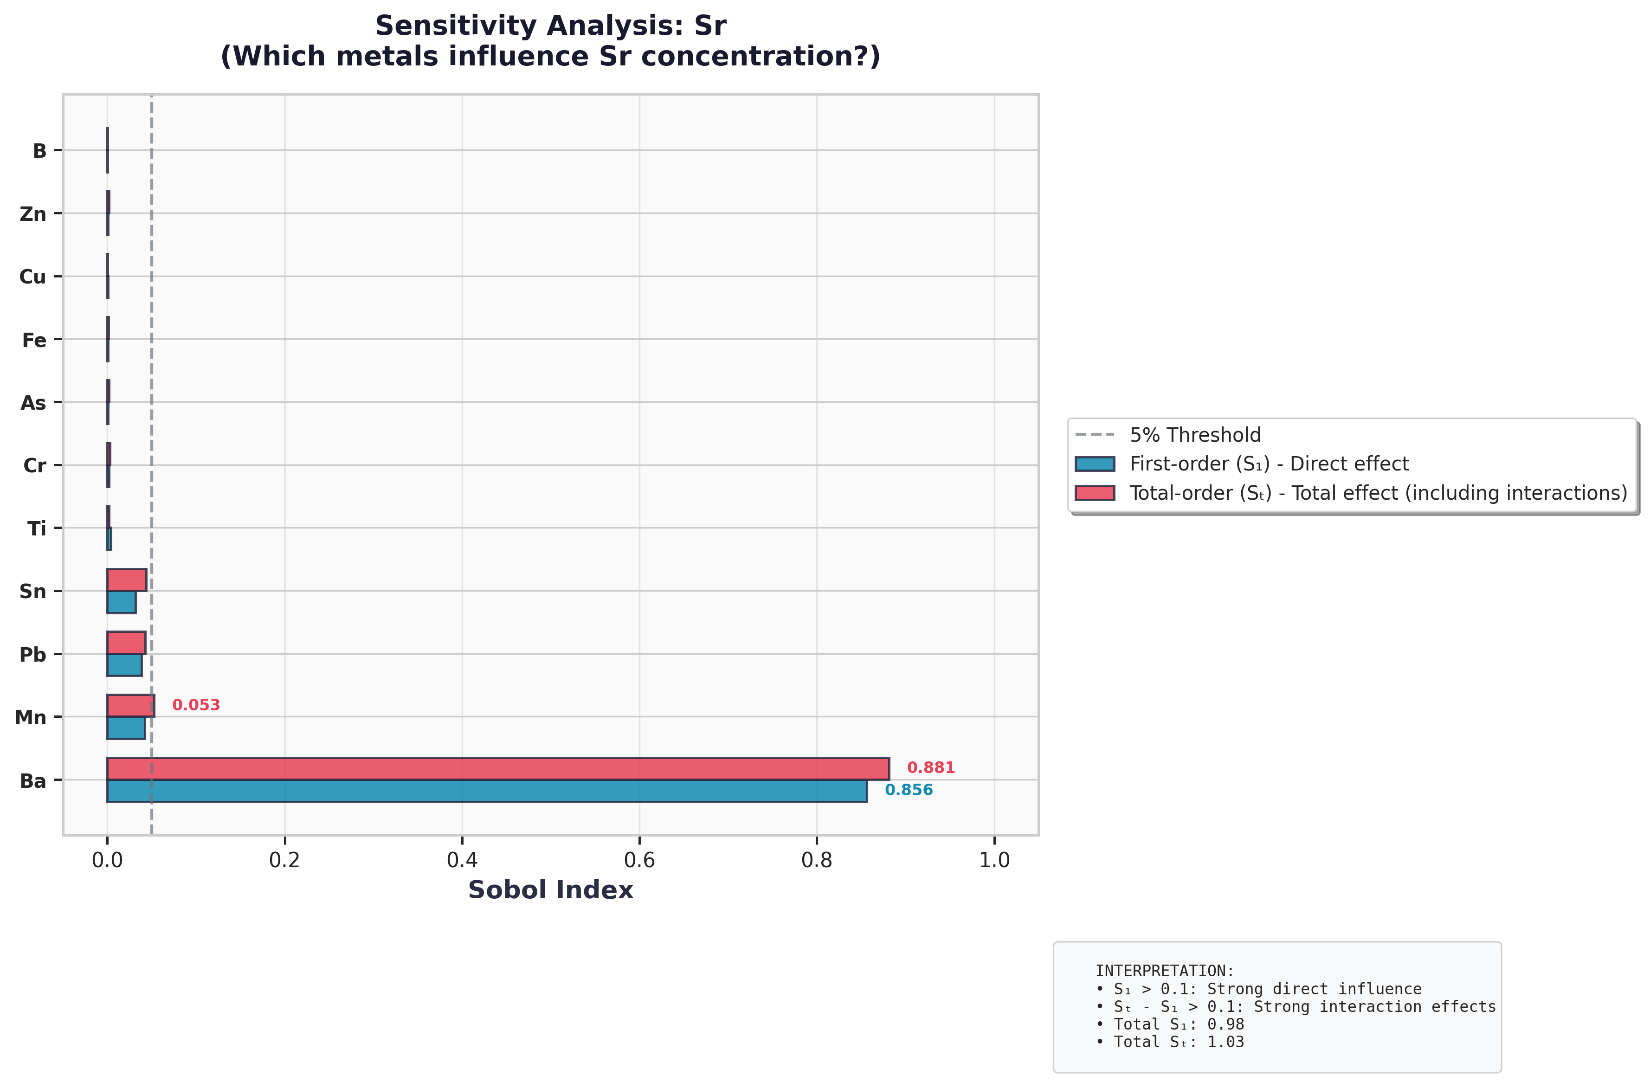 Sensitivity Analysis: Sr
(Which metals influence Sr concentration?)
B
Zn
Cu
Fe
As
Cr
Ti
Sn
Pb
Mn
Ba
0.053
0.881
0.856
0.0 0.2 0.4 0.6 0.8 1.0
Sobol Index
5% Threshold
First-order (S₁) - Direct effect
Total-order (Sₜ) - Total effect (including interactions)
INTERPRETATION:
• S₁ > 0.1: Strong direct influence
• Sₜ - S₁ > 0.1: Strong interaction effects
• Total S₁: 0.98
• Total Sₜ: 1.03